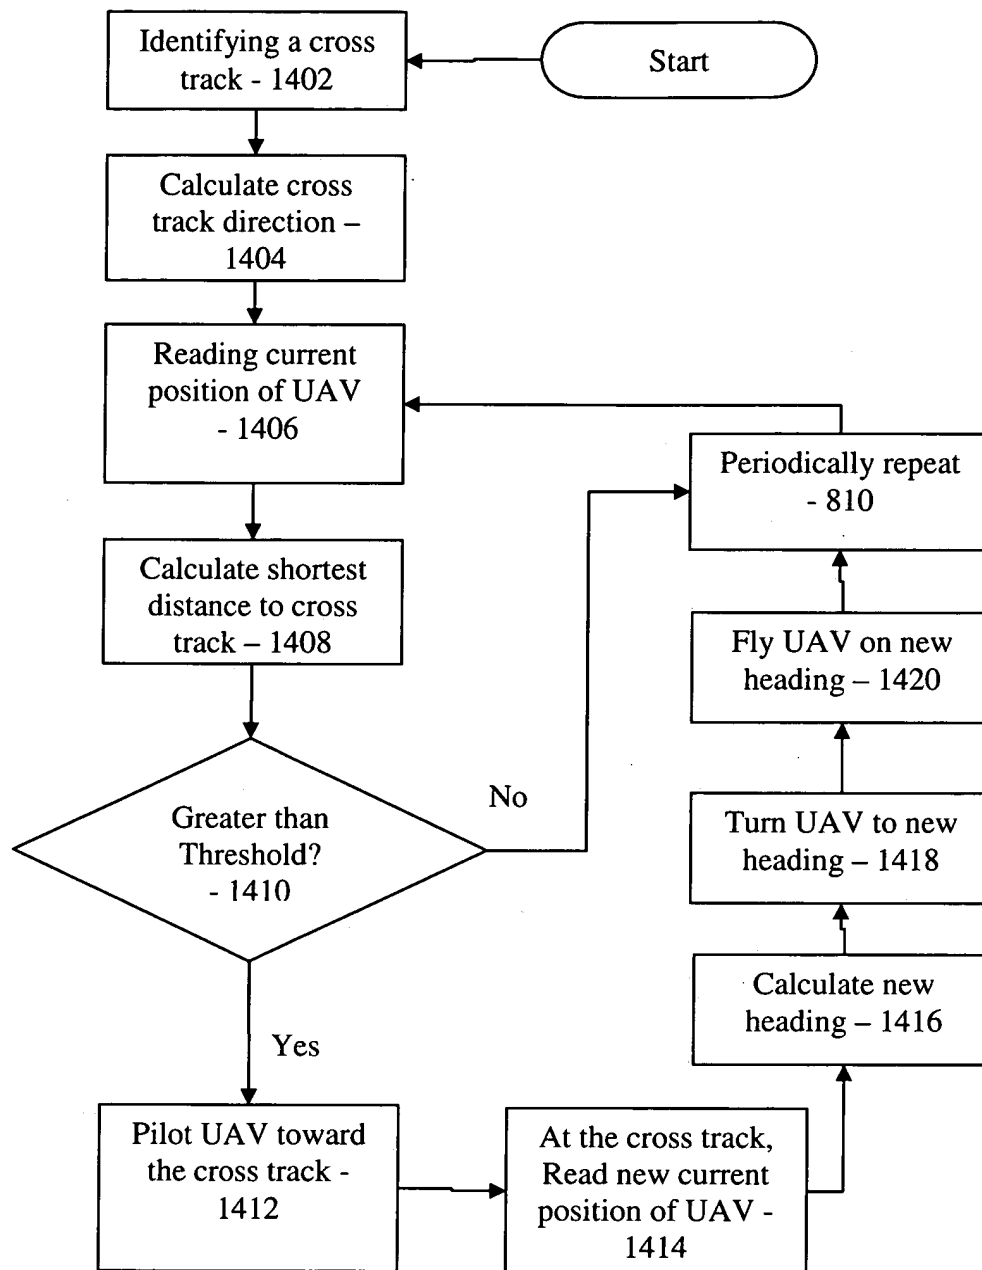 Start
Identifying a cross
track - 1402
Calculate cross
track direction –
1404
Reading current
position of UAV
- 1406
Calculate shortest
distance to cross
track – 1408
Greater than
Threshold?
- 1410
No
Yes
Pilot UAV toward
the cross track -
1412
At the cross track,
Read new current
position of UAV -
1414
Calculate new
heading – 1416
Turn UAV to new
heading – 1418
Fly UAV on new
heading – 1420
Periodically repeat
- 810